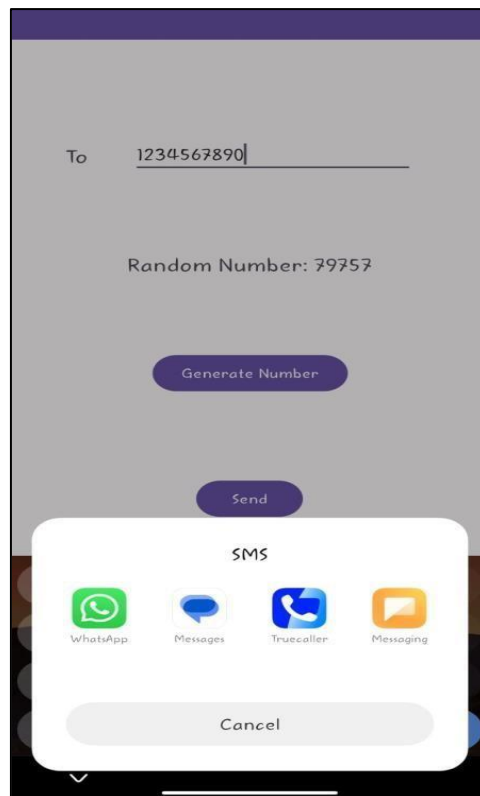 To 1234567890
Random Number: 79757
Generate Number
Send
SMS
WhatsApp Messages Truecaller Messaging
Cancel